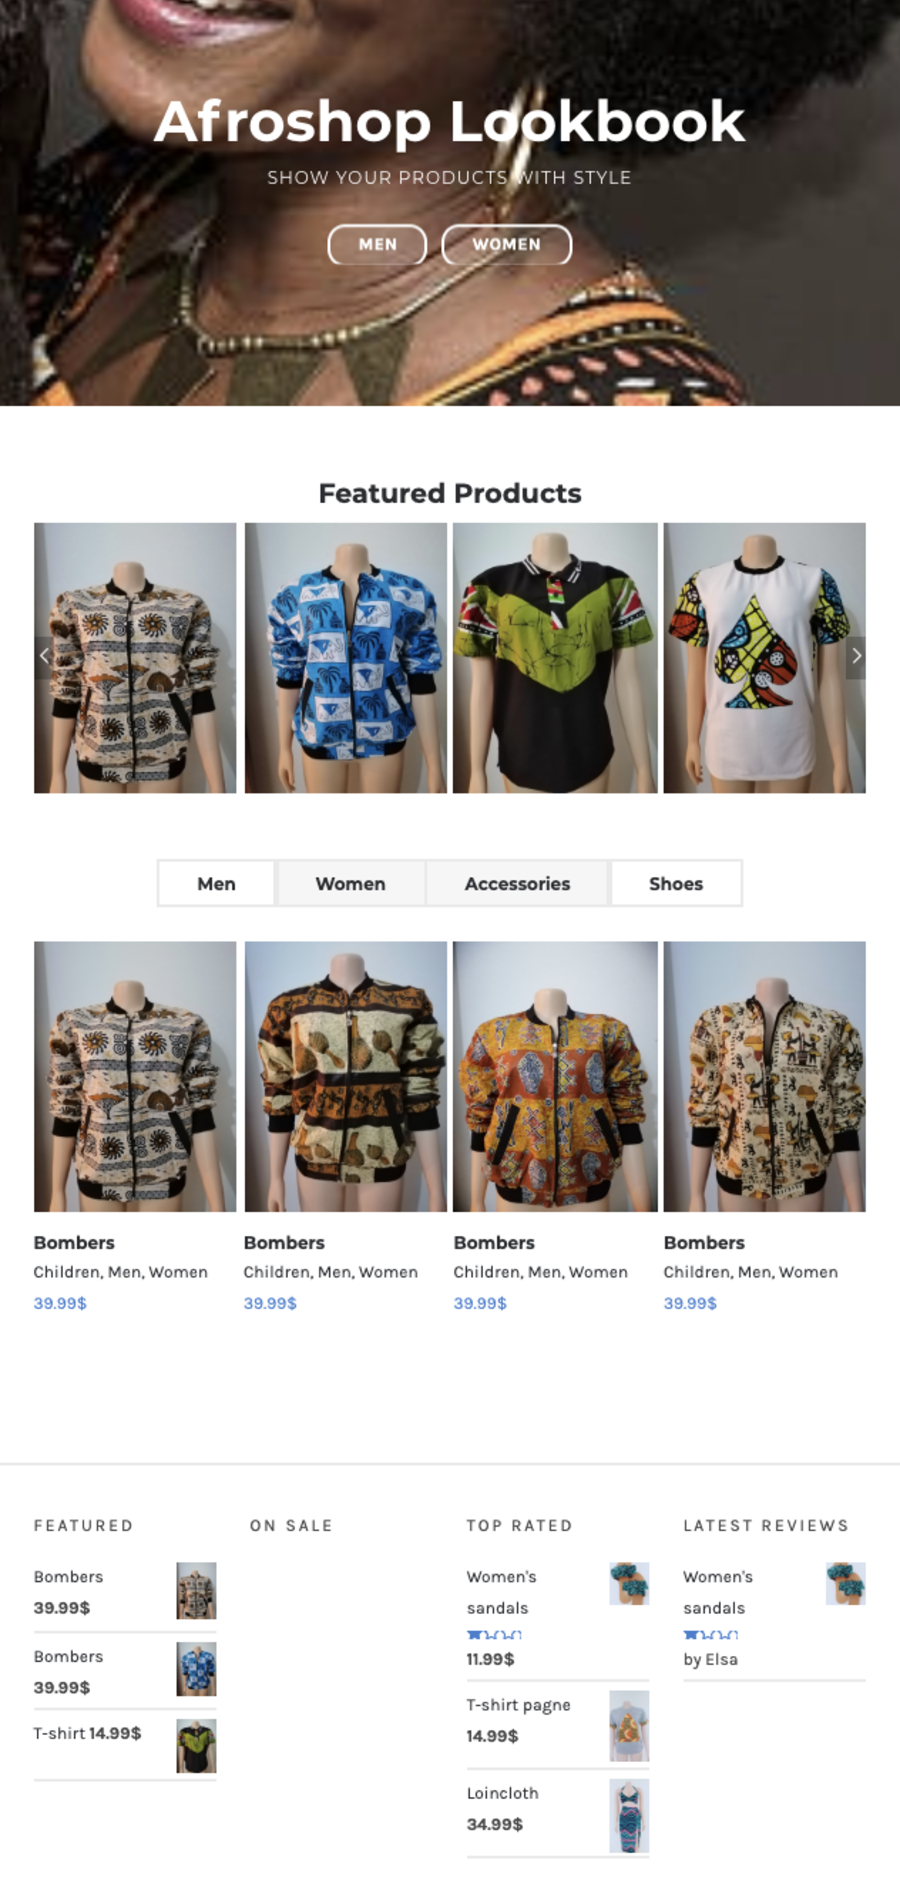 Afroshop Lookbook
SHOW YOUR PRODUCTS WITH STYLE
MEN
WOMEN
Featured Products
Men
Women
Accessories
Shoes
Bombers
Children, Men, Women
39.99$
Bombers
Children, Men, Women
39.99$
Bombers
Children, Men, Women
39.99$
Bombers
Children, Men, Women
39.99$
FEATURED
Bombers
39.99$
Bombers
39.99$
T-shirt 14.99$
ON SALE
TOP RATED
Women's
sandals
11.99$
T-shirt pagne
14.99$
Loincloth
34.99$
LATEST REVIEWS
Women's
sandals
by Elsa